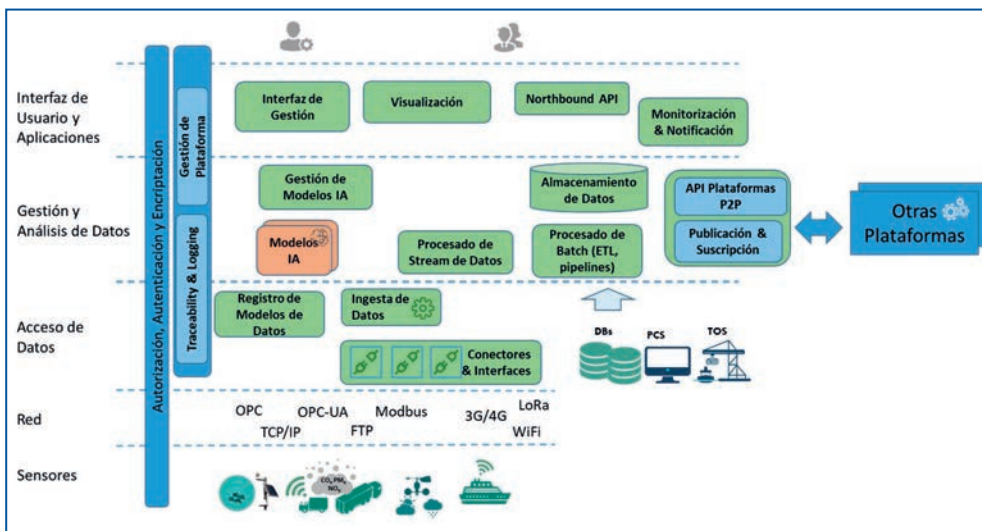 Interfaz de
Usuario y
Aplicaciones
Gestión y
Análisis de Datos
Acceso de
Datos
Red
Sensores
Autorización, Autenticación y Encriptación
Gestión de
Plataforma
Traceability & Logging
Interfaz de
Gestión
Visualización
Northbound API
Monitorización
& Notificación
Gestión de
Modelos IA
Almacenamiento
de Datos
API Plataformas
P2P
Modelos
IA
Procesado de
Stream de Datos
Procesado de
Batch (ETL,
pipelines)
Publicación &
Suscripción
Otras
Plataformas
Registro de
Modelos de
Datos
Ingesta de
Datos
Conectores
& Interfaces
DBs
PCS
TOS
OPC
OPC-UA
Modbus
3G/4G
LoRa
TCP/IP
FTP
WiFi
CO, PM,
NOx